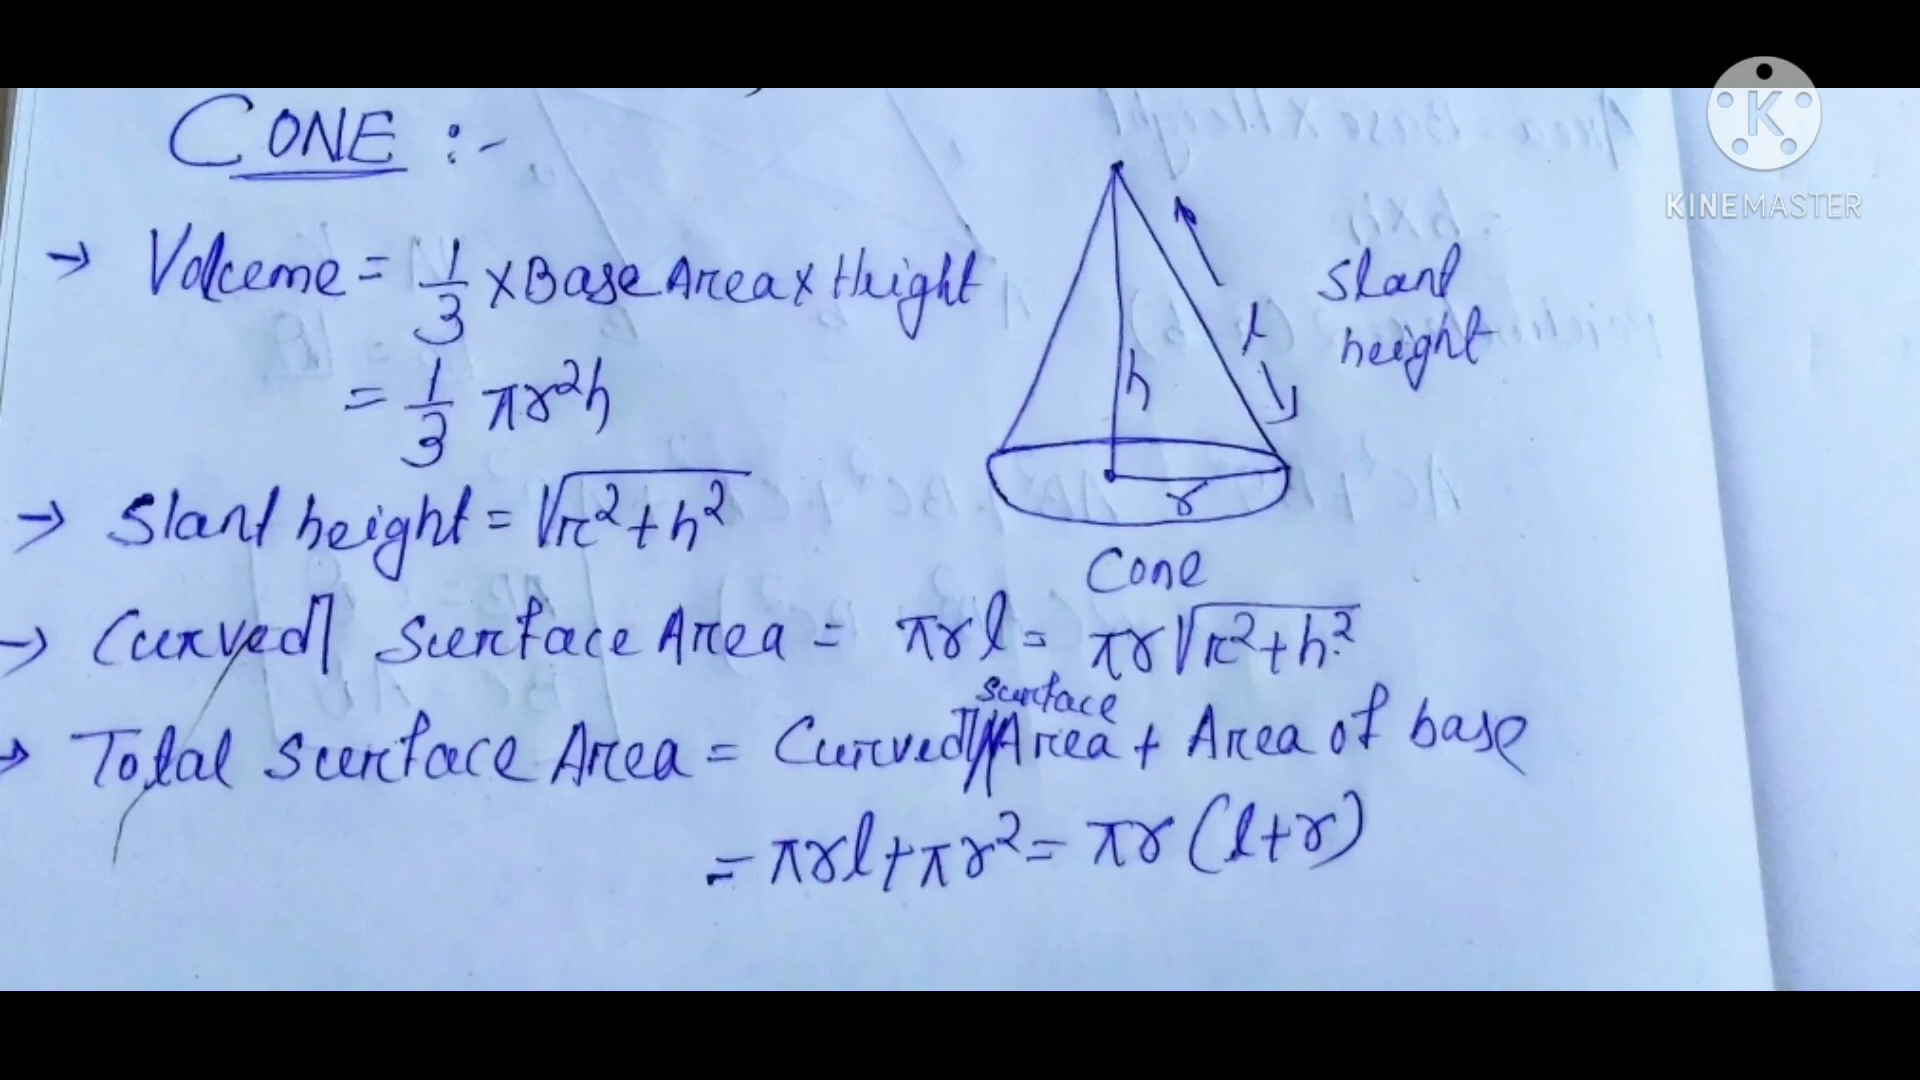 CONE :-
→ Volume = 1/3 × Base Area × Height
= 1/3 πr²h
→ Slant height = √r²+h²
→ Curved Surface Area = πrl = πr√r²+h²
→ Total Surface Area = Curved surface Area + Area of base
= πrl + πr² = πr (l+r)
h
r
l
Slant
height
Cone
K
KINEMASTER